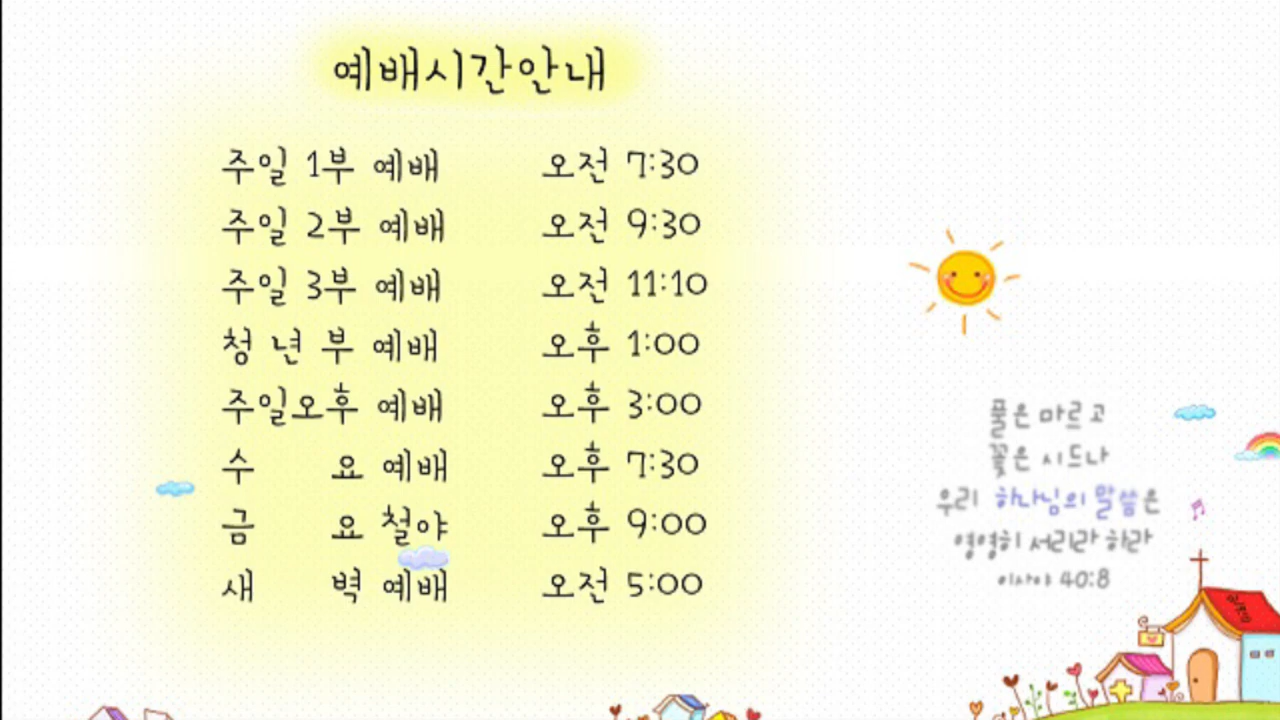 예배시간안내
주일 1부 예배 오전 7:30
주일 2부 예배 오전 9:30
주일 3부 예배 오전 11:10
청 년 부 예배 오후 1:00
주일오후 예배 오후 3:00
수 요 예배 오후 7:30
금 요 철야 오후 9:00
새 벽 예배 오전 5:00
풀은 마르고
꽃은 시드나
우리 하나님의 말씀은
영영히 서리라 하라
이사야 40:8